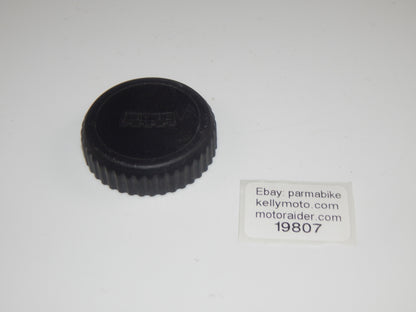 Ebay: parmabike
kellymoto.com
motoraider.com
19807